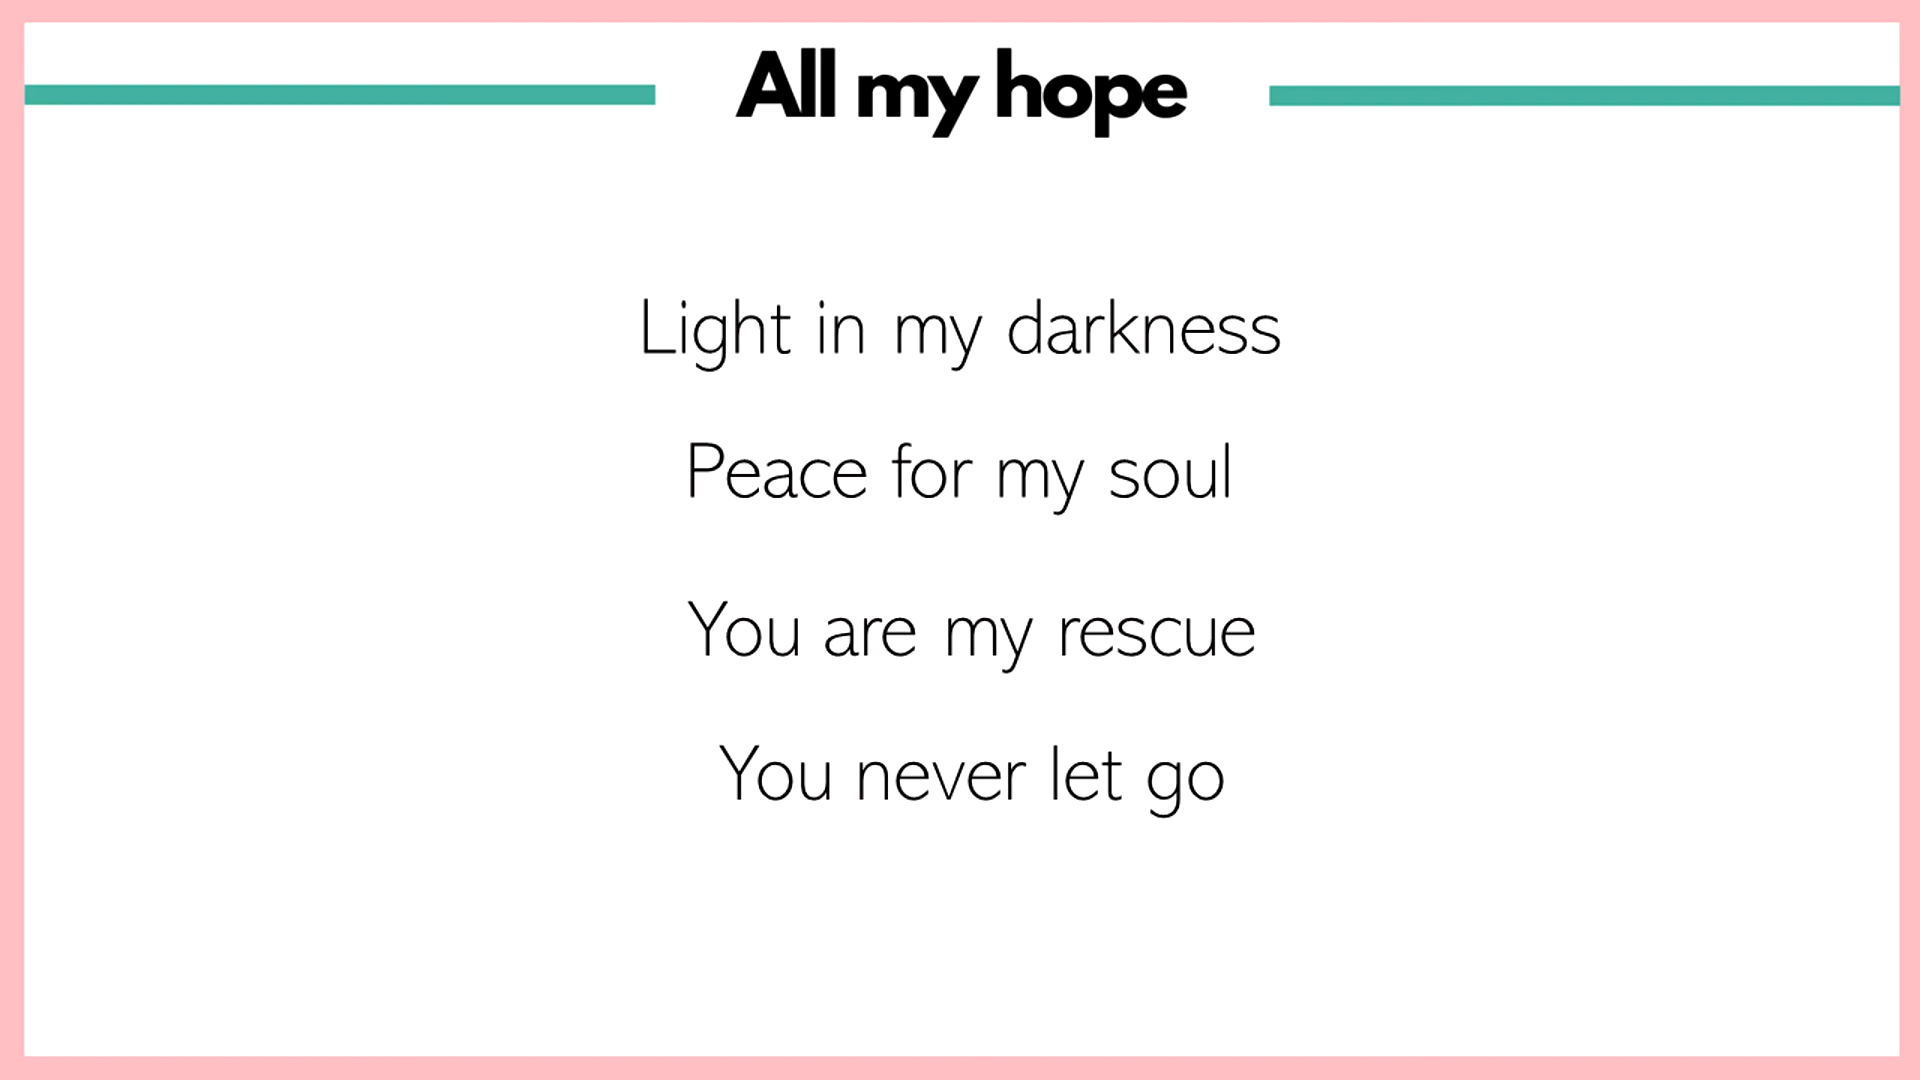 All my hope
Light in my darkness
Peace for my soul
You are my rescue
You never let go